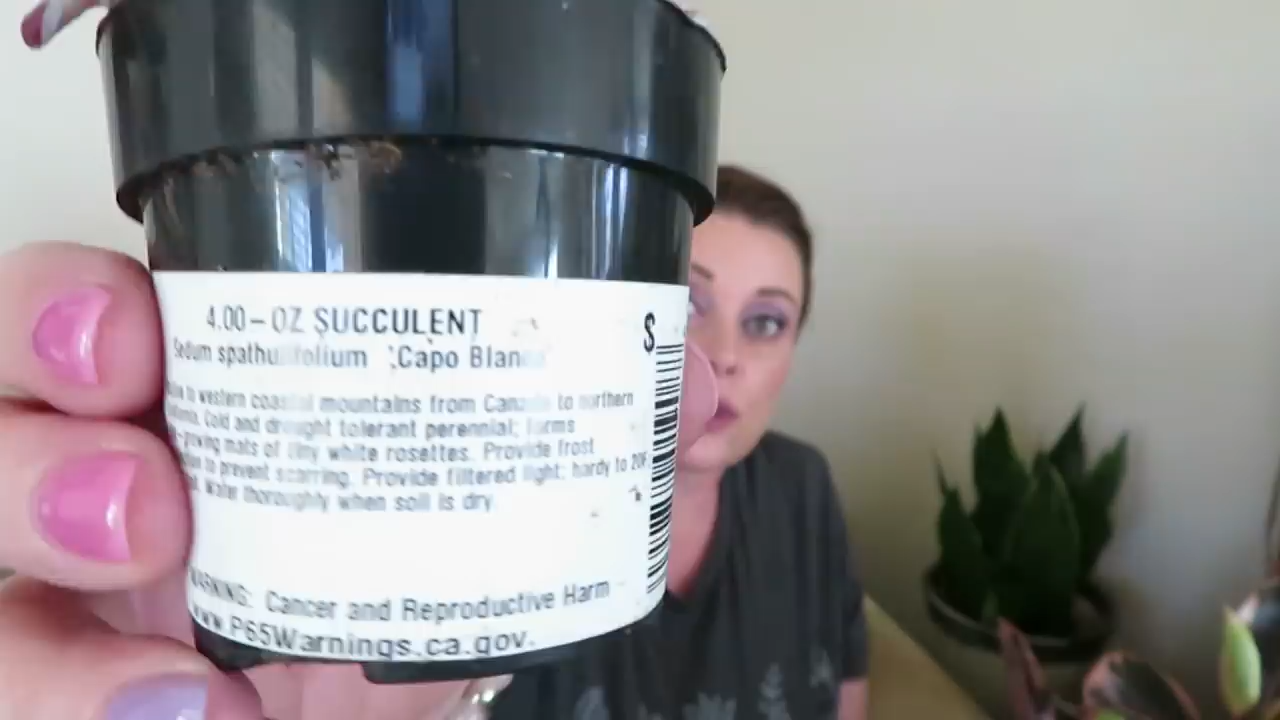 4.00-OZ SUCCULENT
$
Sedum spathulifolium 'Capo Blanc
to western coastal mountains from Canada to northern
Cold and drought tolerant perennial; forms
-growing mats of tiny white rosettes. Provide frost
to prevent scarring. Provide filtered light; hardy to 20F
Water thoroughly when soil is dry.
WARNING: Cancer and Reproductive Harm -
www.P65Warnings.ca.gov.